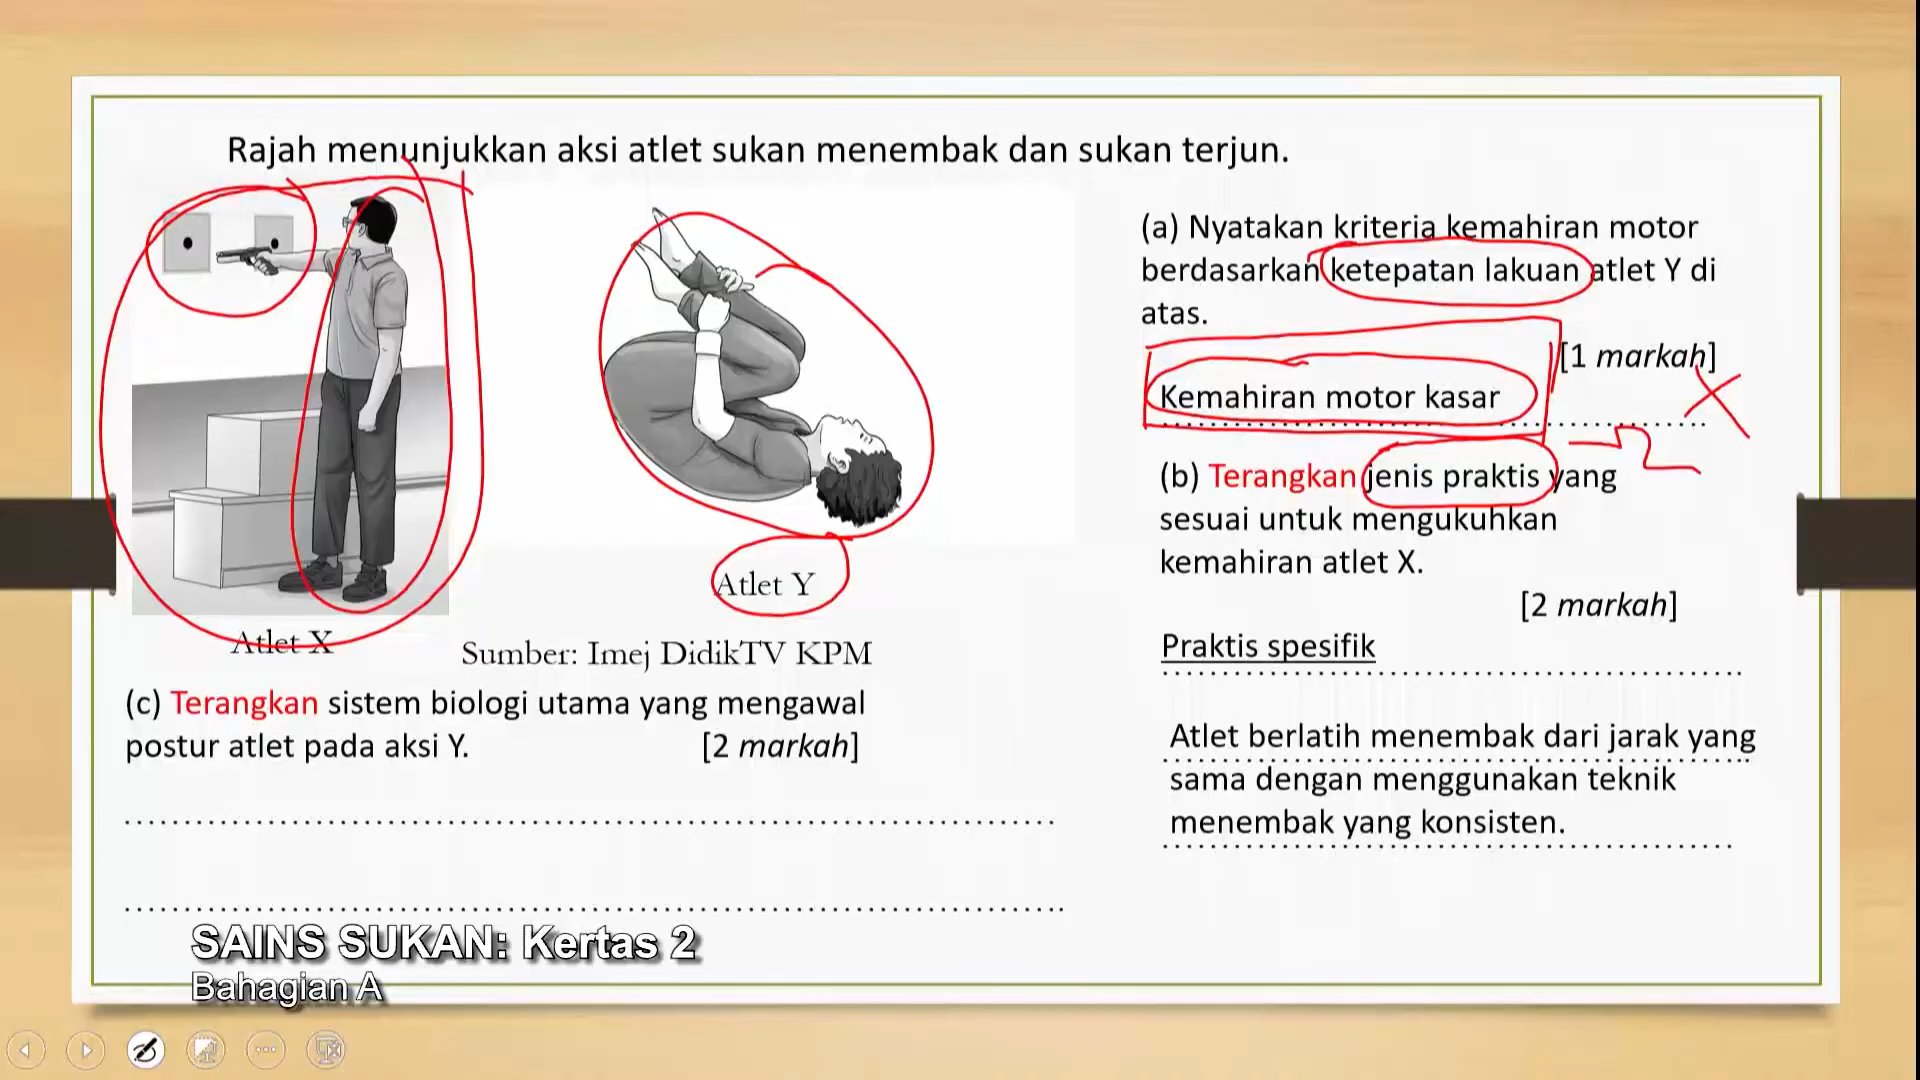 Rajah menunjukkan aksi atlet sukan menembak dan sukan terjun.
Atlet X
Atlet Y
Sumber: Imej DidikTV KPM
(a) Nyatakan kriteria kemahiran motor
berdasarkan ketepatan lakuan atlet Y di
atas.
[1 markah]
Kemahiran motor kasar
(b) Terangkan jenis praktis yang
sesuai untuk mengukuhkan
kemahiran atlet X.
[2 markah]
Praktis spesifik
Atlet berlatih menembak dari jarak yang
sama dengan menggunakan teknik
menembak yang konsisten.
(c) Terangkan sistem biologi utama yang mengawal
postur atlet pada aksi Y. [2 markah]
SAINS SUKAN: Kertas 2
Bahagian A